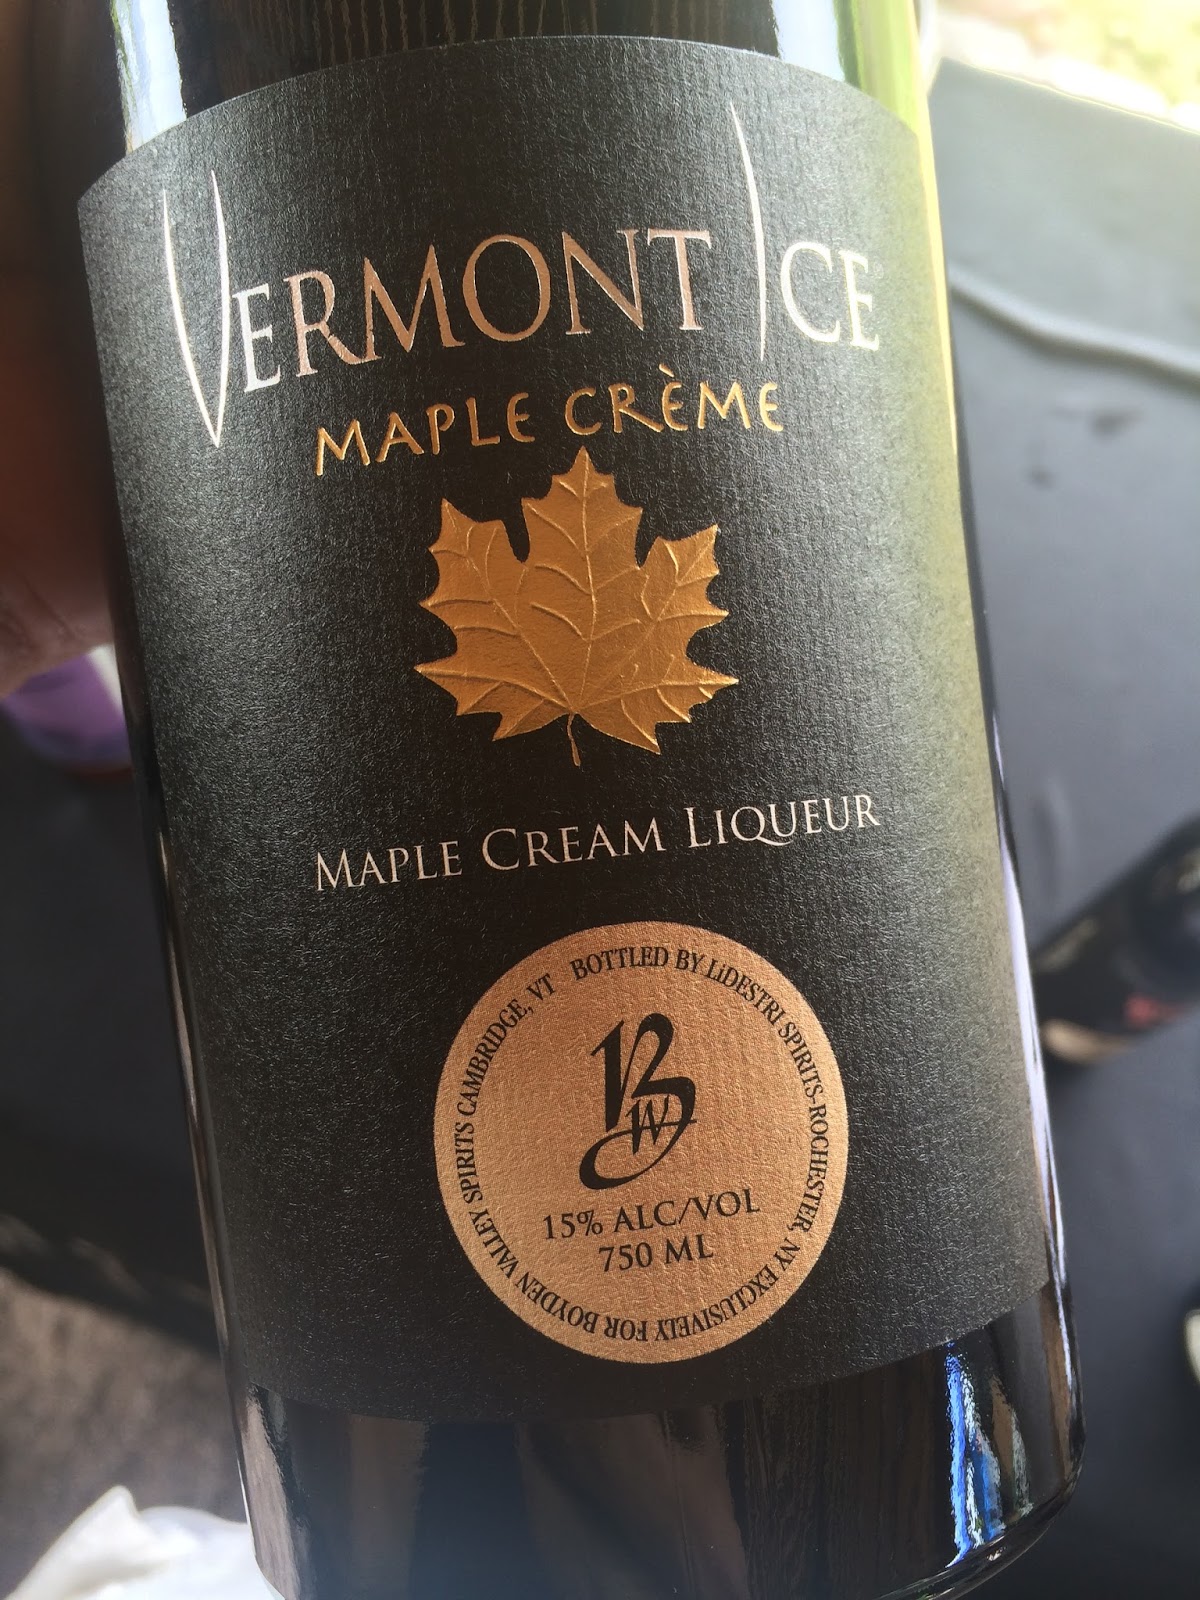 VERMONT ICE®
MAPLE CRÈME
MAPLE CREAM LIQUEUR
BOTTLED BY LiDESTRI SPIRITS-ROCHESTER, NY EXCLUSIVELY FOR BOYDEN VALLEY SPIRITS CAMBRIDGE, VT
BW
15% ALC/VOL
750 ML